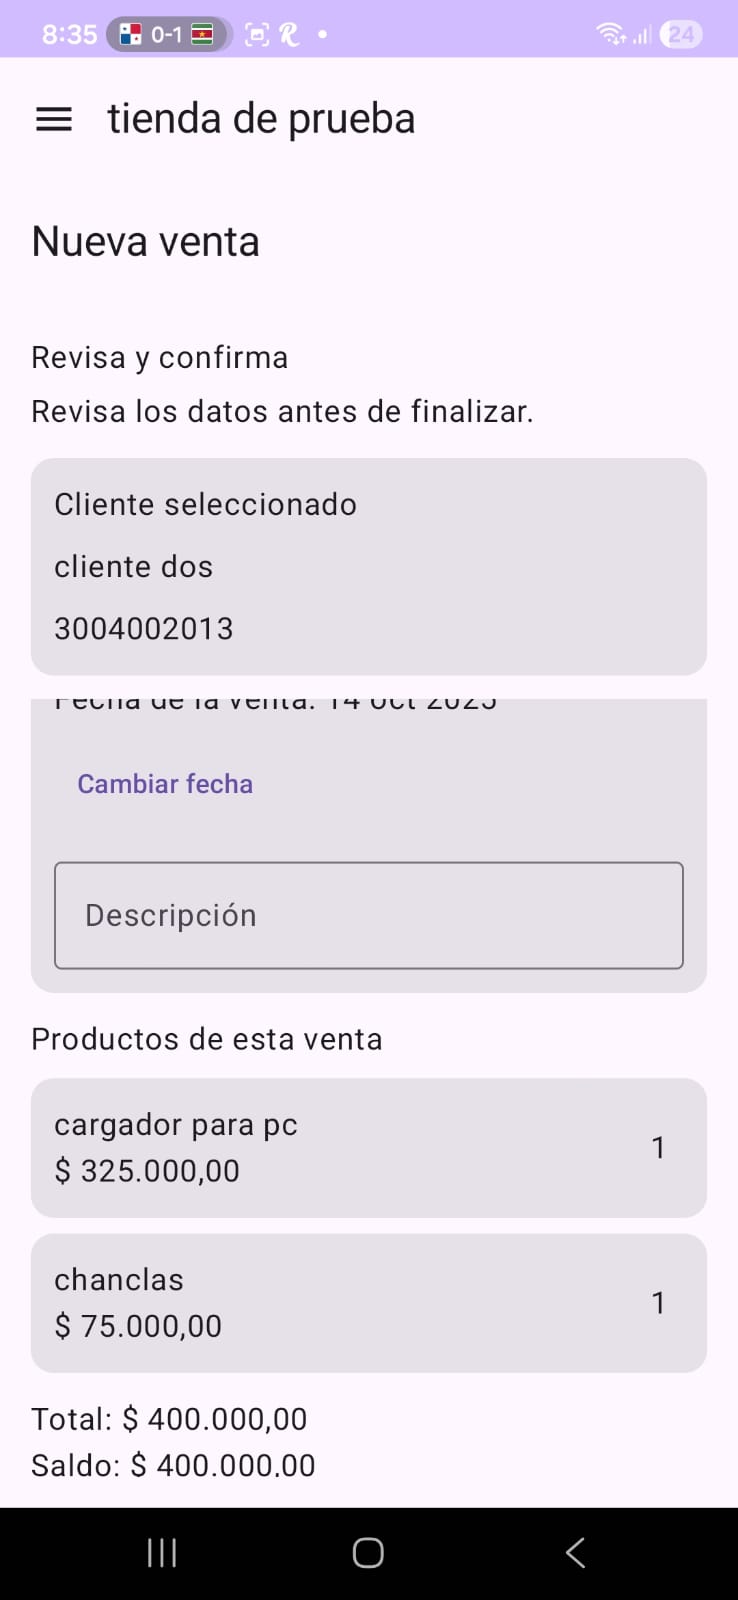 8:35 0-1 24
tienda de prueba
Nueva venta
Revisa y confirma
Revisa los datos antes de finalizar.
Cliente seleccionado
cliente dos
3004002013
Fecha de la venta: 14 oct 2025
Cambiar fecha
Descripción
Productos de esta venta
cargador para pc
$ 325.000,00
1
chanclas
$ 75.000,00
1
Total: $ 400.000,00
Saldo: $ 400.000,00